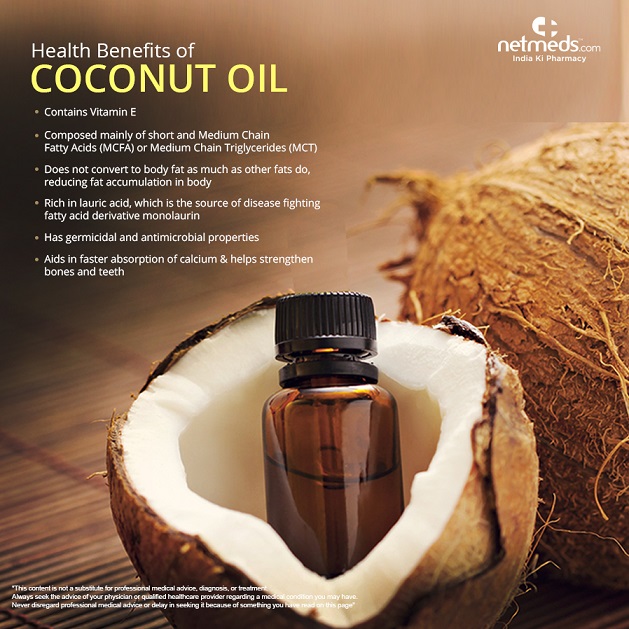 Health Benefits of
COCONUT OIL
netmeds.com
India Ki Pharmacy
• Contains Vitamin E
• Composed mainly of short and Medium Chain
Fatty Acids (MCFA) or Medium Chain Triglycerides (MCT)
• Does not convert to body fat as much as other fats do,
reducing fat accumulation in body
• Rich in lauric acid, which is the source of disease fighting
fatty acid derivative monolaurin
• Has germicidal and antimicrobial properties
• Aids in faster absorption of calcium & helps strengthen
bones and teeth
"This content is not a substitute for professional medical advice, diagnosis, or treatment.
Always seek the advice of your physician or qualified healthcare provider regarding a medical condition you may have.
Never disregard professional medical advice or delay in seeking it because of something you have read on this page"